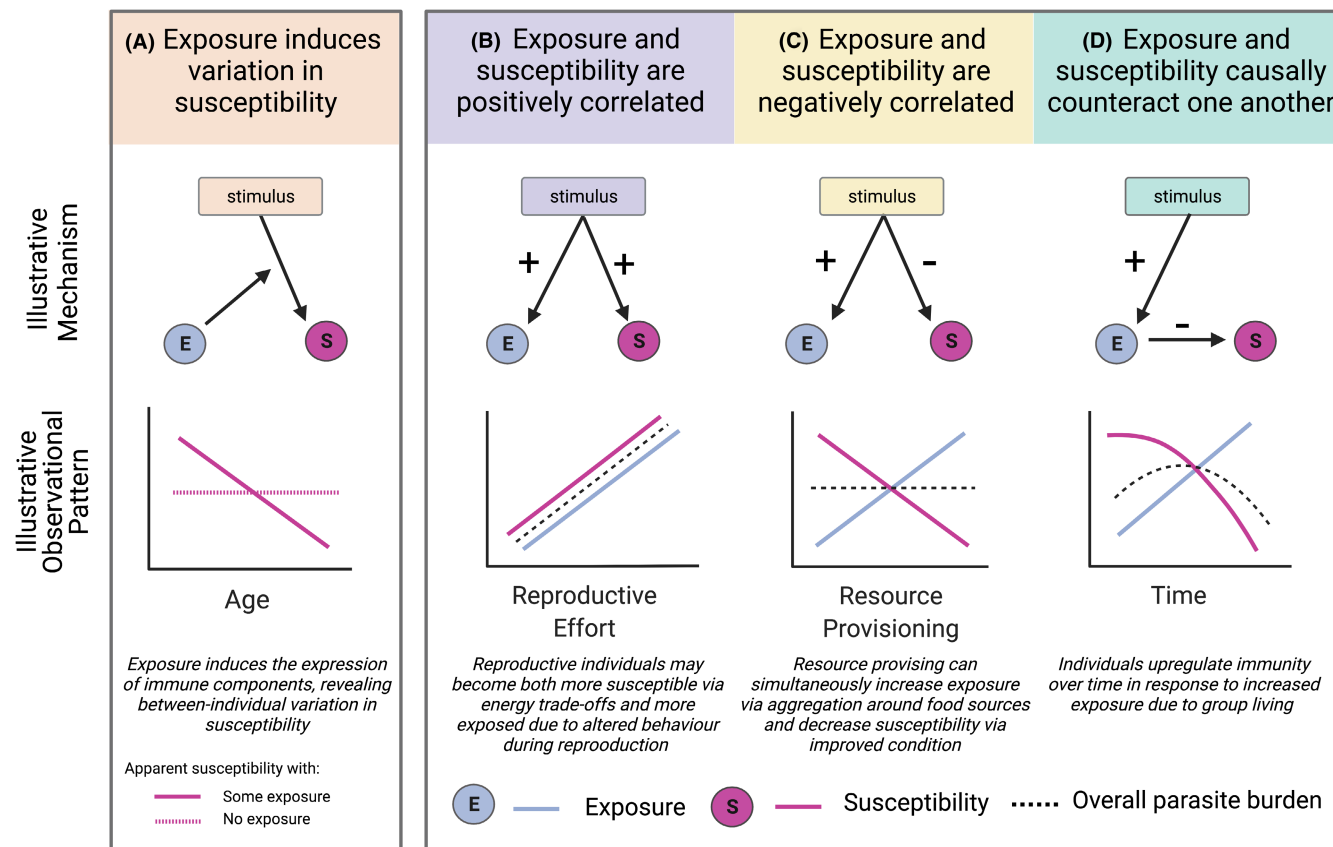 (A) Exposure induces
variation in
susceptibility
(B) Exposure and
susceptibility are
positively correlated
(C) Exposure and
susceptibility are
negatively correlated
(D) Exposure and
susceptibility causally
counteract one another
Illustrative
Mechanism
stimulus
E
S
stimulus
+
+
E
S
stimulus
+
-
E
S
stimulus
+
-
E
S
Illustrative
Observational
Pattern
Age
Reproductive
Effort
Resource
Provisioning
Time
Exposure induces the expression
of immune components, revealing
between-individual variation in
susceptibility
Reproductive individuals may
become both more susceptible via
energy trade-offs and more
exposed due to altered behaviour
during reprooduction
Resource provising can
simultaneously increase exposure
via aggregation around food sources
and decrease susceptibility via
improved condition
Individuals upregulate immunity
over time in response to increased
exposure due to group living
Apparent susceptibility with:
Some exposure
No exposure
E Exposure S Susceptibility Overall parasite burden